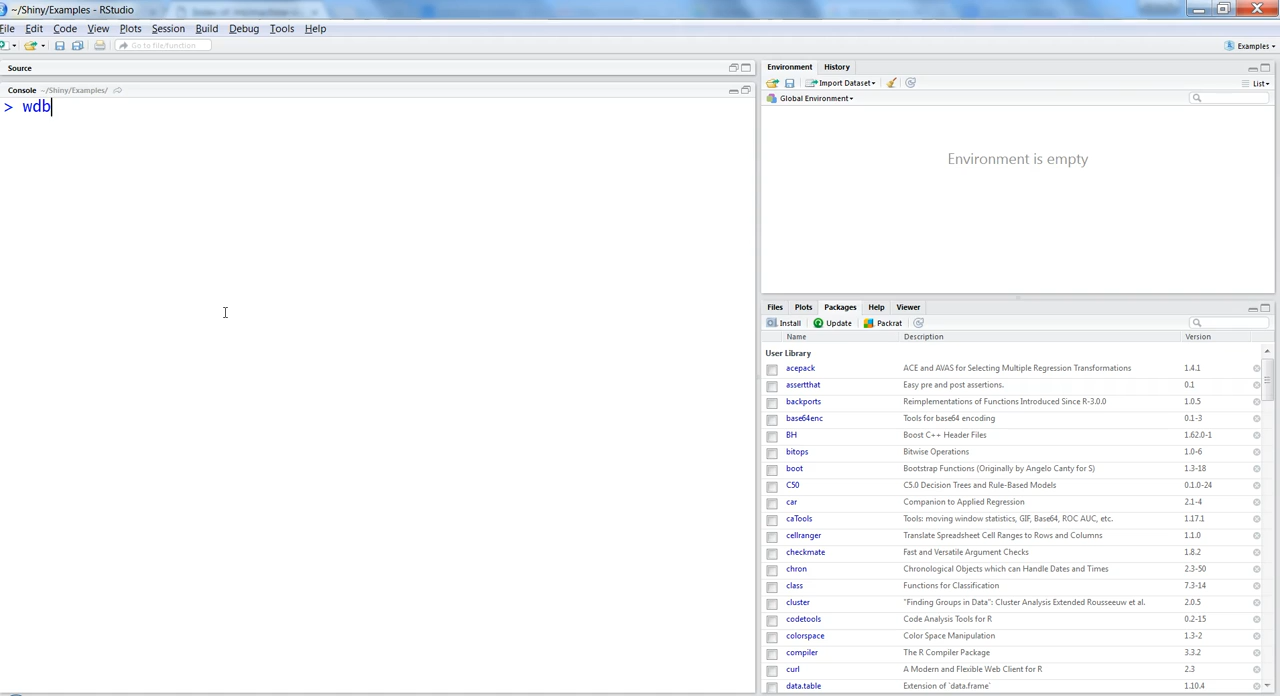 ~/Shiny/Examples - RStudio
File Edit Code View Plots Session Build Debug Tools Help
Go to file/function
Examples
Source
Console ~/Shiny/Examples/
> wdb
Environment History
Import Dataset List
Global Environment
Environment is empty
Files Plots Packages Help Viewer
Install Update Packrat
Name Description Version
User Library
acepack ACE and AVAS for Selecting Multiple Regression Transformations 1.4.1
assertthat Easy pre and post assertions. 0.1
backports Reimplementations of Functions Introduced Since R-3.0.0 1.0.5
base64enc Tools for base64 encoding 0.1-3
BH Boost C++ Header Files 1.62.0-1
bitops Bitwise Operations 1.0-6
boot Bootstrap Functions (Originally by Angelo Canty for S) 1.3-18
C50 C5.0 Decision Trees and Rule-Based Models 0.1.0-24
car Companion to Applied Regression 2.1-4
caTools Tools: moving window statistics, GIF, Base64, ROC AUC, etc. 1.17.1
cellranger Translate Spreadsheet Cell Ranges to Rows and Columns 1.1.0
checkmate Fast and Versatile Argument Checks 1.8.2
chron Chronological Objects which can Handle Dates and Times 2.3-50
class Functions for Classification 7.3-14
cluster "Finding Groups in Data": Cluster Analysis Extended Rousseeuw et al. 2.0.5
codetools Code Analysis Tools for R 0.2-15
colorspace Color Space Manipulation 1.3-2
compiler The R Compiler Package 3.3.2
curl A Modern and Flexible Web Client for R 2.3
data.table Extension of `data.frame` 1.10.4